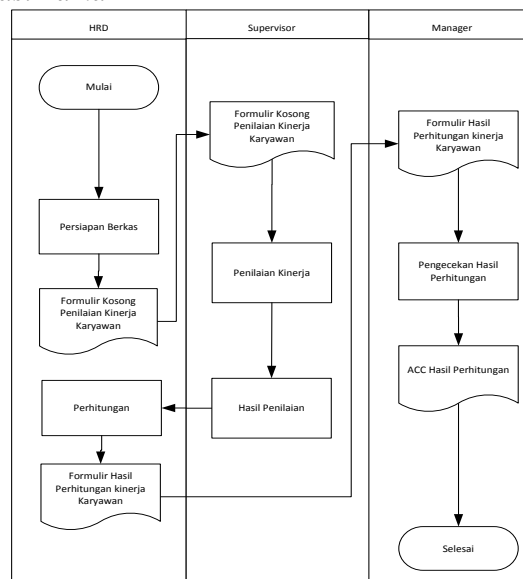 HRD
Supervisor
Manager
Mulai
Persiapan Berkas
Formulir Kosong
Penilaian Kinerja
Karyawan
Perhitungan
Formulir Hasil
Perhitungan kinerja
Karyawan
Formulir Kosong
Penilaian Kinerja
Karyawan
Penilaian Kinerja
Hasil Penilaian
Formulir Hasil
Perhitungan kinerja
Karyawan
Pengecekan Hasil
Perhitungan
ACC Hasil Perhitungan
Selesai